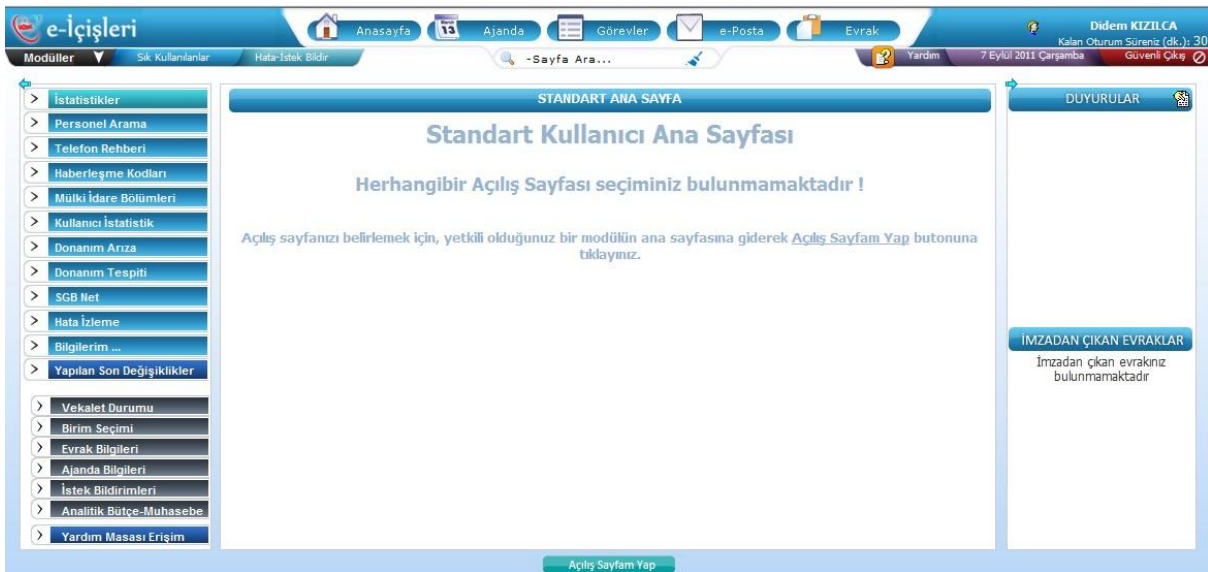 e-İçişleri
Anasayfa
Ajanda
Görevler
e-Posta
Evrak
Didem KIZILCA
Kalan Oturum Süreniz (dk.): 30
Modüller
Sık Kullanılanlar
Hata-İstek Bildir
-Sayfa Ara...
Yardım
7 Eylül 2011 Çarşamba
Güvenli Çıkış
İstatistikler
Personel Arama
Telefon Rehberi
Haberleşme Kodları
Mülki İdare Bölümleri
Kullanıcı İstatistik
Donanım Arıza
Donanım Tespiti
SGB Net
Hata İzleme
Bilgilerim ...
Yapılan Son Değişiklikler
Vekalet Durumu
Birim Seçimi
Evrak Bilgileri
Ajanda Bilgileri
İstek Bildirimleri
Analitik Bütçe-Muhasebe
Yardım Masası Erişim
STANDART ANA SAYFA
Standart Kullanıcı Ana Sayfası
Herhangibir Açılış Sayfası seçiminiz bulunmamaktadır !
Açılış sayfanızı belirlemek için, yetkili olduğunuz bir modülün ana sayfasına giderek Açılış Sayfam Yap butonuna
tıklayınız.
DUYURULAR
İMZADAN ÇIKAN EVRAKLAR
İmzadan çıkan evrakınız
bulunmamaktadır
Açılış Sayfam Yap